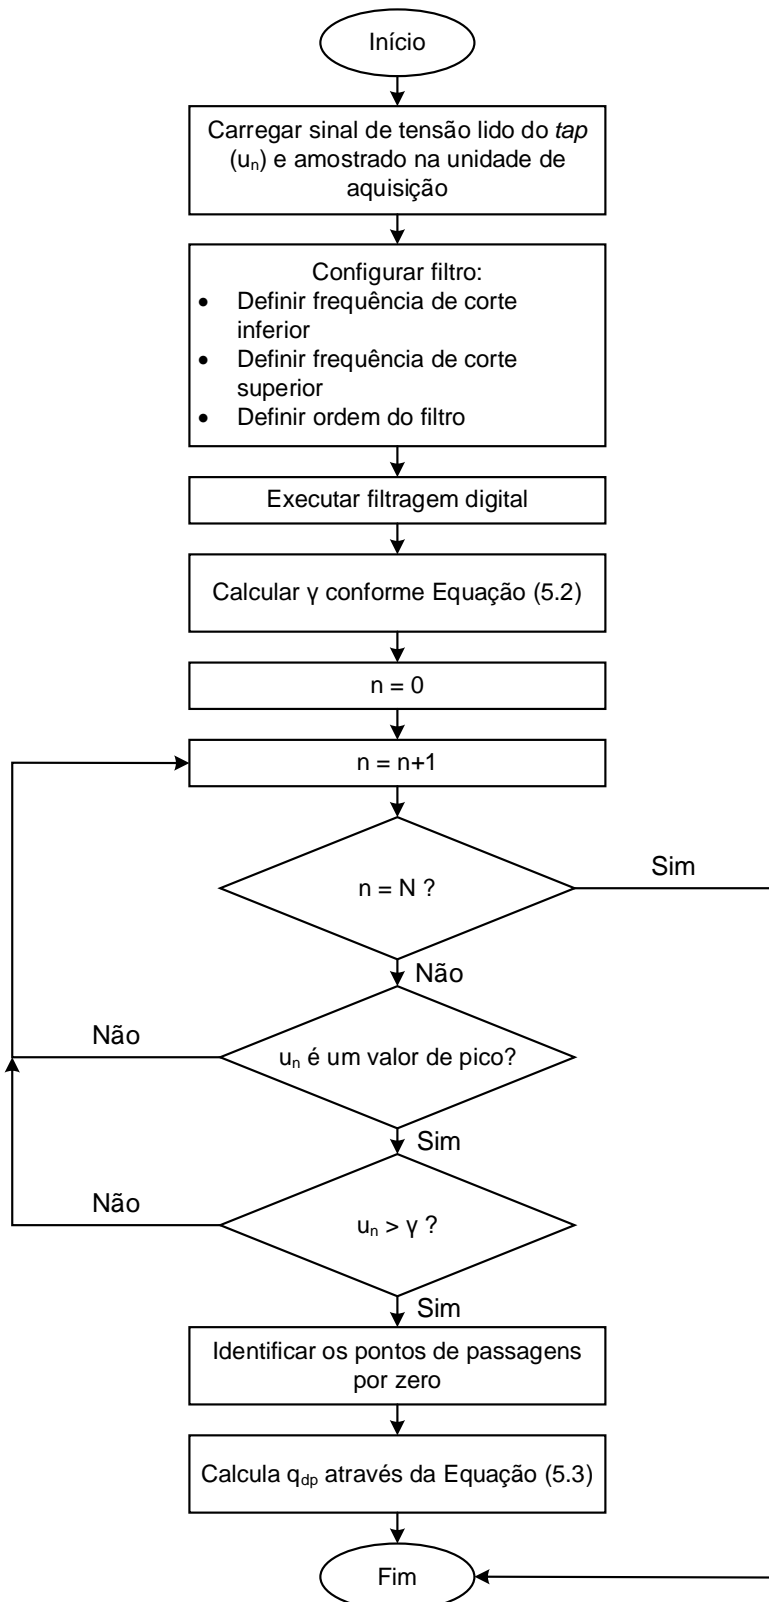 Início
Carregar sinal de tensão lido do tap
(uₙ) e amostrado na unidade de
aquisição
Configurar filtro:
• Definir frequência de corte
inferior
• Definir frequência de corte
superior
• Definir ordem do filtro
Executar filtragem digital
Calcular γ conforme Equação (5.2)
n = 0
n = n+1
n = N ?
Sim
Não
uₙ é um valor de pico?
Não
Sim
uₙ > γ ?
Não
Sim
Identificar os pontos de passagens
por zero
Calcula q_dp através da Equação (5.3)
Fim